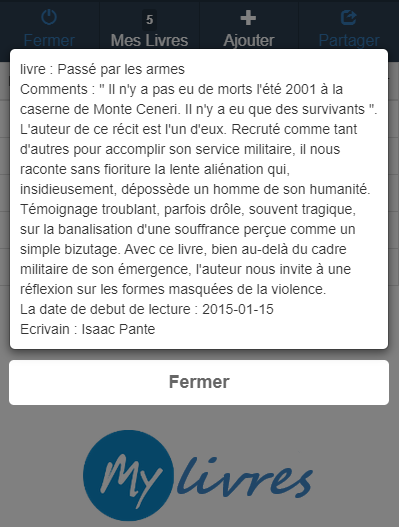 5
Fermer Mes Livres Ajouter Partager
livre : Passé par les armes
Comments : " Il n'y a pas eu de morts l'été 2001 à la
caserne de Monte Ceneri. Il n'y a eu que des survivants ".
L'auteur de ce récit est l'un d'eux. Recruté comme tant
d'autres pour accomplir son service militaire, il nous
raconte sans fioriture la lente aliénation qui,
insidieusement, dépossède un homme de son humanité.
Témoignage troublant, parfois drôle, souvent tragique,
sur la banalisation d'une souffrance perçue comme un
simple bizutage. Avec ce livre, bien au-delà du cadre
militaire de son émergence, l'auteur nous invite à une
réflexion sur les formes masquées de la violence.
La date de debut de lecture : 2015-01-15
Ecrivain : Isaac Pante
Fermer
My livres